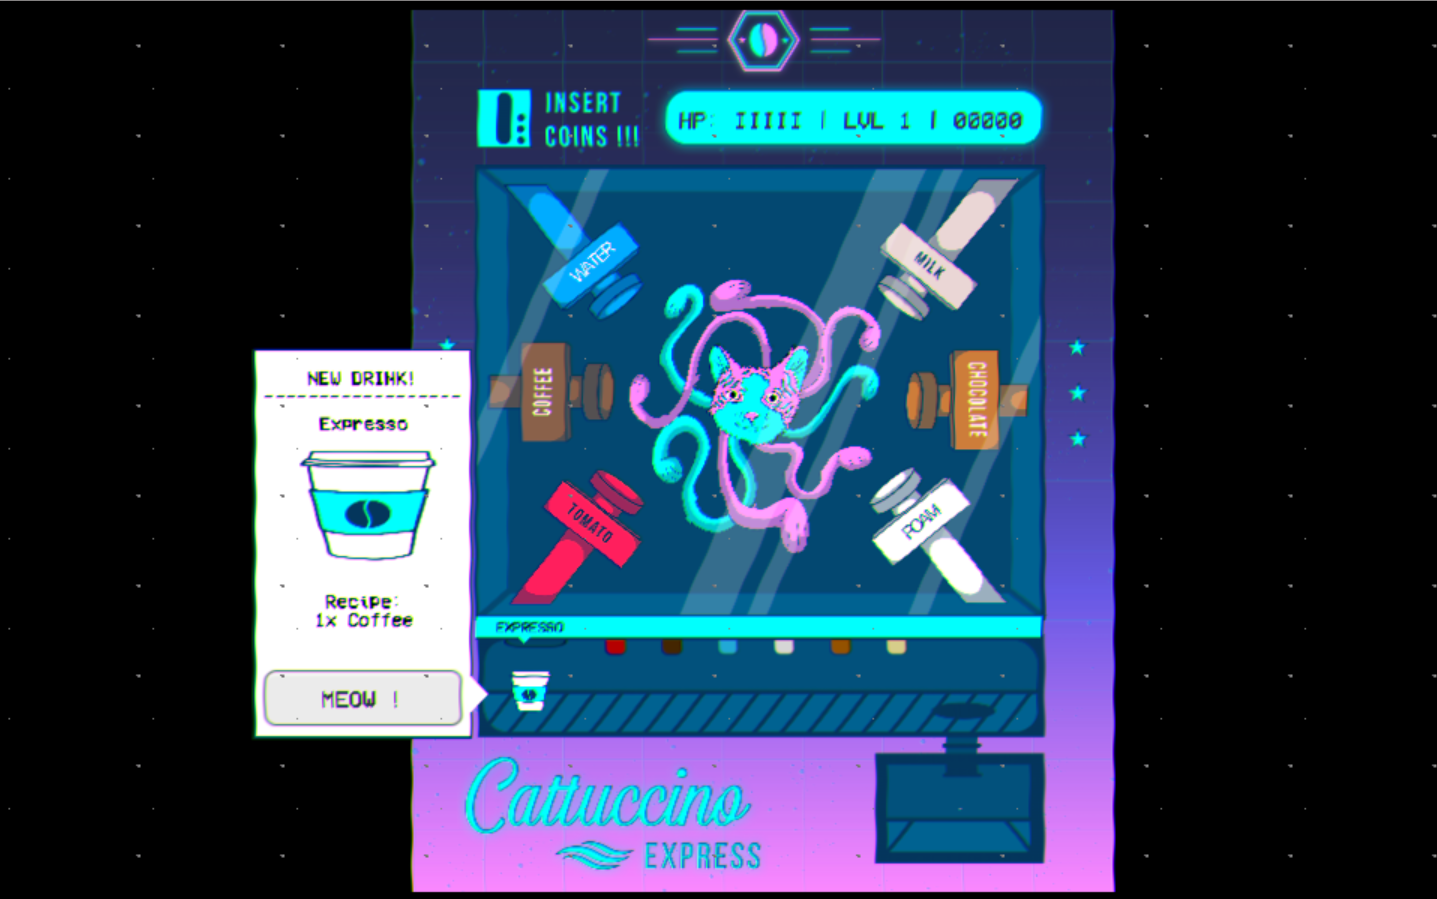 INSERT
COINS !!!
HP: IIIII | LVL 1 | 00000
WATER
MILK
COFFEE
CHOCOLATE
TOMATO
FOAM
NEW DRINK!
Expresso
Recipe:
1x Coffee
MEOW !
EXPRESSO
Cattuccino
EXPRESS